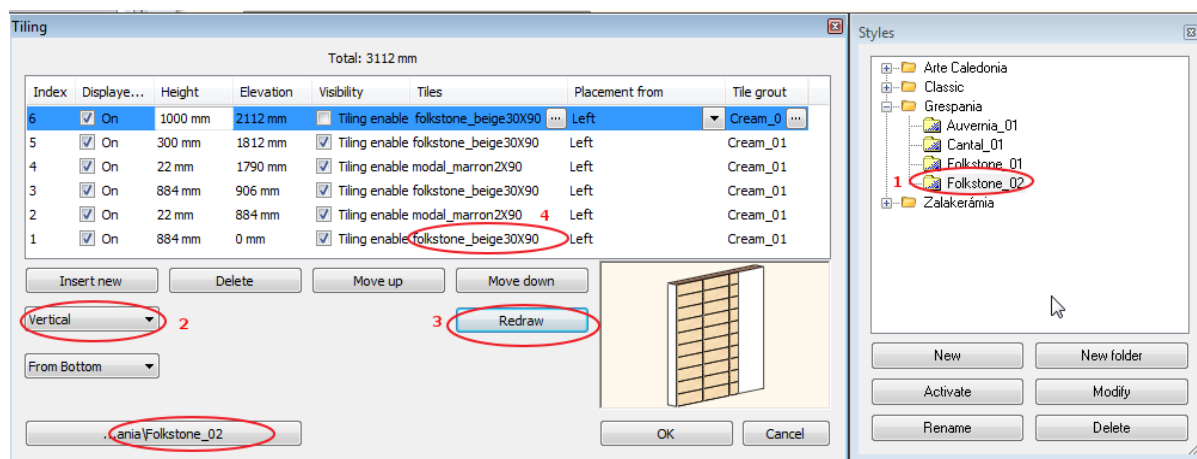 Tiling
Total: 3112 mm
Index Displaye... Height Elevation Visibility Tiles Placement from Tile grout
6 On 1000 mm 2112 mm Tiling enable folkstone_beige30X90 ... Left Cream_0 ...
5 On 300 mm 1812 mm Tiling enable folkstone_beige30X90 Left Cream_01
4 On 22 mm 1790 mm Tiling enable modal_marron2X90 Left Cream_01
3 On 884 mm 906 mm Tiling enable folkstone_beige30X90 Left Cream_01
2 On 22 mm 884 mm Tiling enable modal_marron2X90 4 Left Cream_01
1 On 884 mm 0 mm Tiling enable folkstone_beige30X90 Left Cream_01
Insert new Delete Move up Move down
Vertical 2 3 Redraw
From Bottom
...ania\Folkstone_02 OK Cancel
Styles
Arte Caledonia
Classic
Grespania
Auvernia_01
Cantal_01
Folkstone_01
1 Folkstone_02
Zalakerámia
New New folder
Activate Modify
Rename Delete